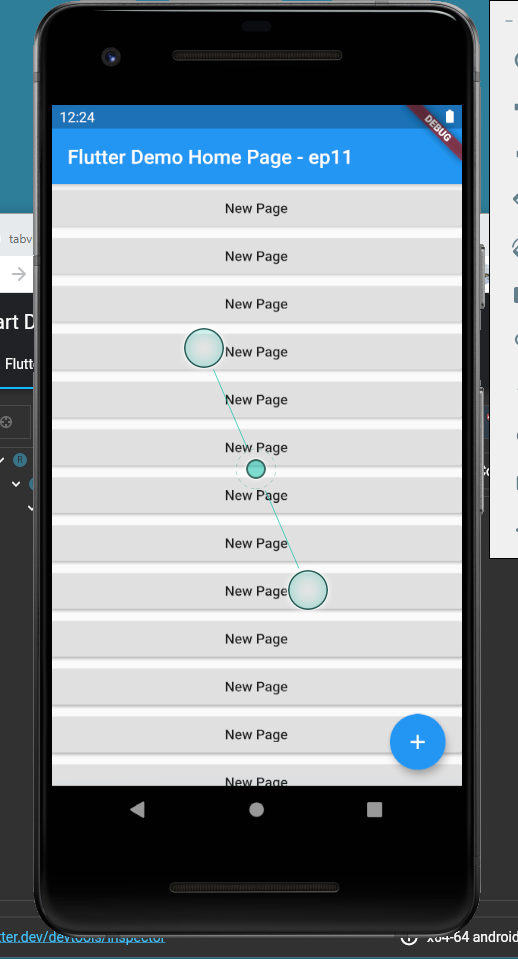 12:24
DEBUG
Flutter Demo Home Page - ep11
New Page
New Page
New Page
New Page
New Page
New Page
New Page
New Page
New Page
New Page
New Page
New Page
New Page
tabv
art D
Flutt
R
tter.dev/devtools/inspector
x64-64 android